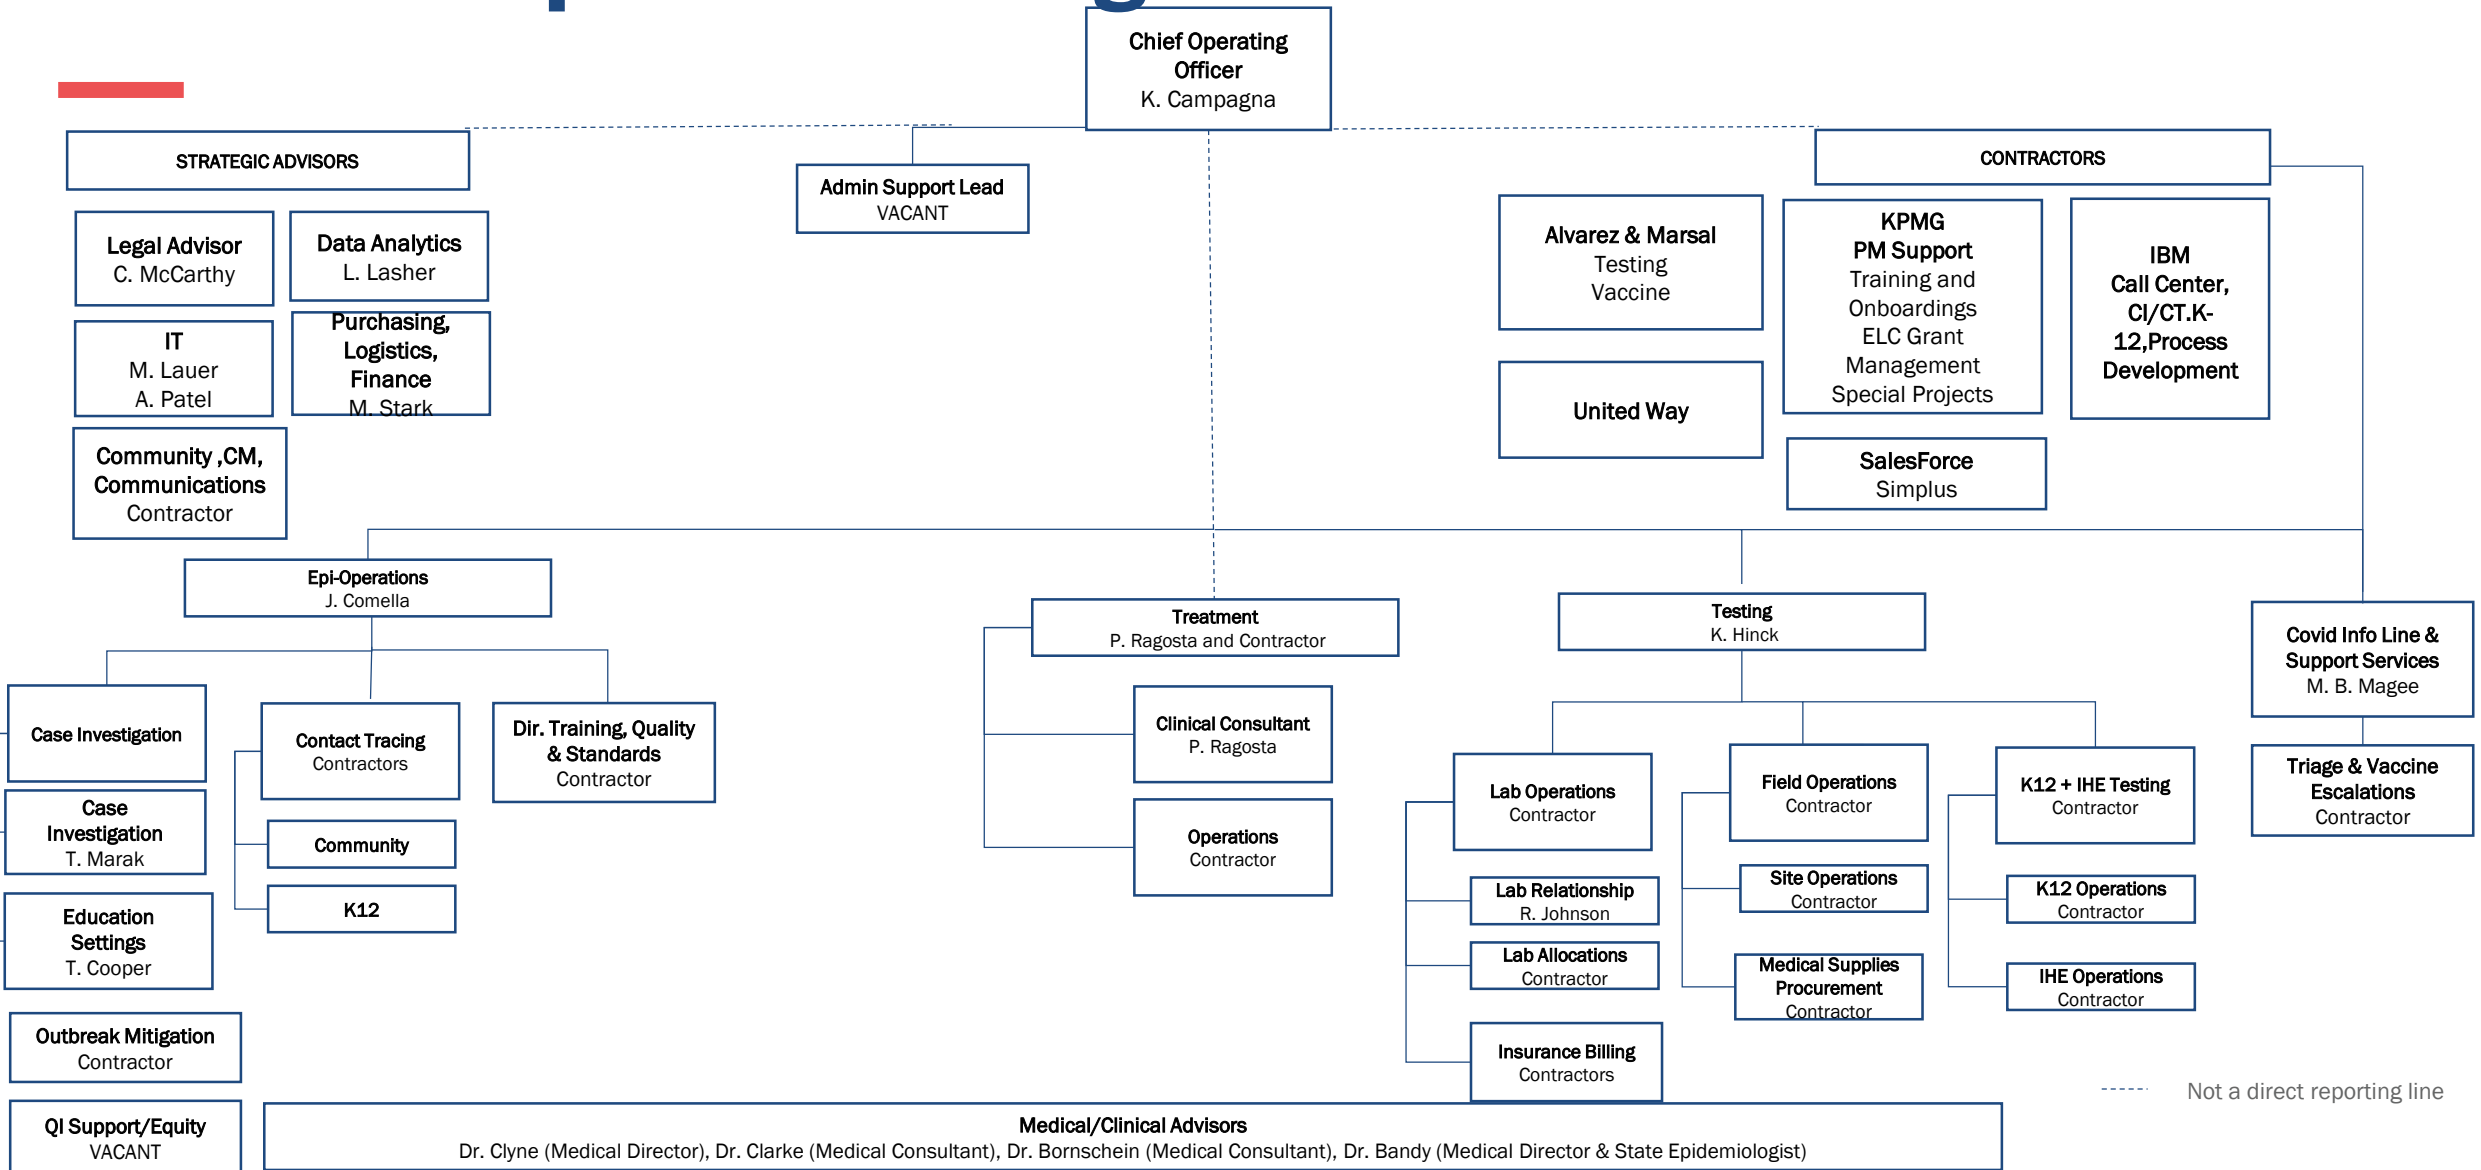 Chief Operating
Officer
K. Campagna
STRATEGIC ADVISORS
CONTRACTORS
Admin Support Lead
VACANT
Legal Advisor
C. McCarthy
Data Analytics
L. Lasher
IT
M. Lauer
A. Patel
Purchasing,
Logistics,
Finance
M. Stark
Community ,CM,
Communications
Contractor
Alvarez & Marsal
Testing
Vaccine
KPMG
PM Support
Training and
Onboardings
ELC Grant
Management
Special Projects
IBM
Call Center,
CI/CT.K-
12,Process
Development
United Way
SalesForce
Simplus
Epi-Operations
J. Comella
Treatment
P. Ragosta and Contractor
Testing
K. Hinck
Covid Info Line &
Support Services
M. B. Magee
Case Investigation
Case
Investigation
T. Marak
Education
Settings
T. Cooper
Outbreak Mitigation
Contractor
QI Support/Equity
VACANT
Contact Tracing
Contractors
Community
K12
Dir. Training, Quality
& Standards
Contractor
Clinical Consultant
P. Ragosta
Operations
Contractor
Lab Operations
Contractor
Lab Relationship
R. Johnson
Lab Allocations
Contractor
Insurance Billing
Contractors
Field Operations
Contractor
Site Operations
Contractor
Medical Supplies
Procurement
Contractor
K12 + IHE Testing
Contractor
K12 Operations
Contractor
IHE Operations
Contractor
Triage & Vaccine
Escalations
Contractor
Not a direct reporting line
Medical/Clinical Advisors
Dr. Clyne (Medical Director), Dr. Clarke (Medical Consultant), Dr. Bornschein (Medical Consultant), Dr. Bandy (Medical Director & State Epidemiologist)